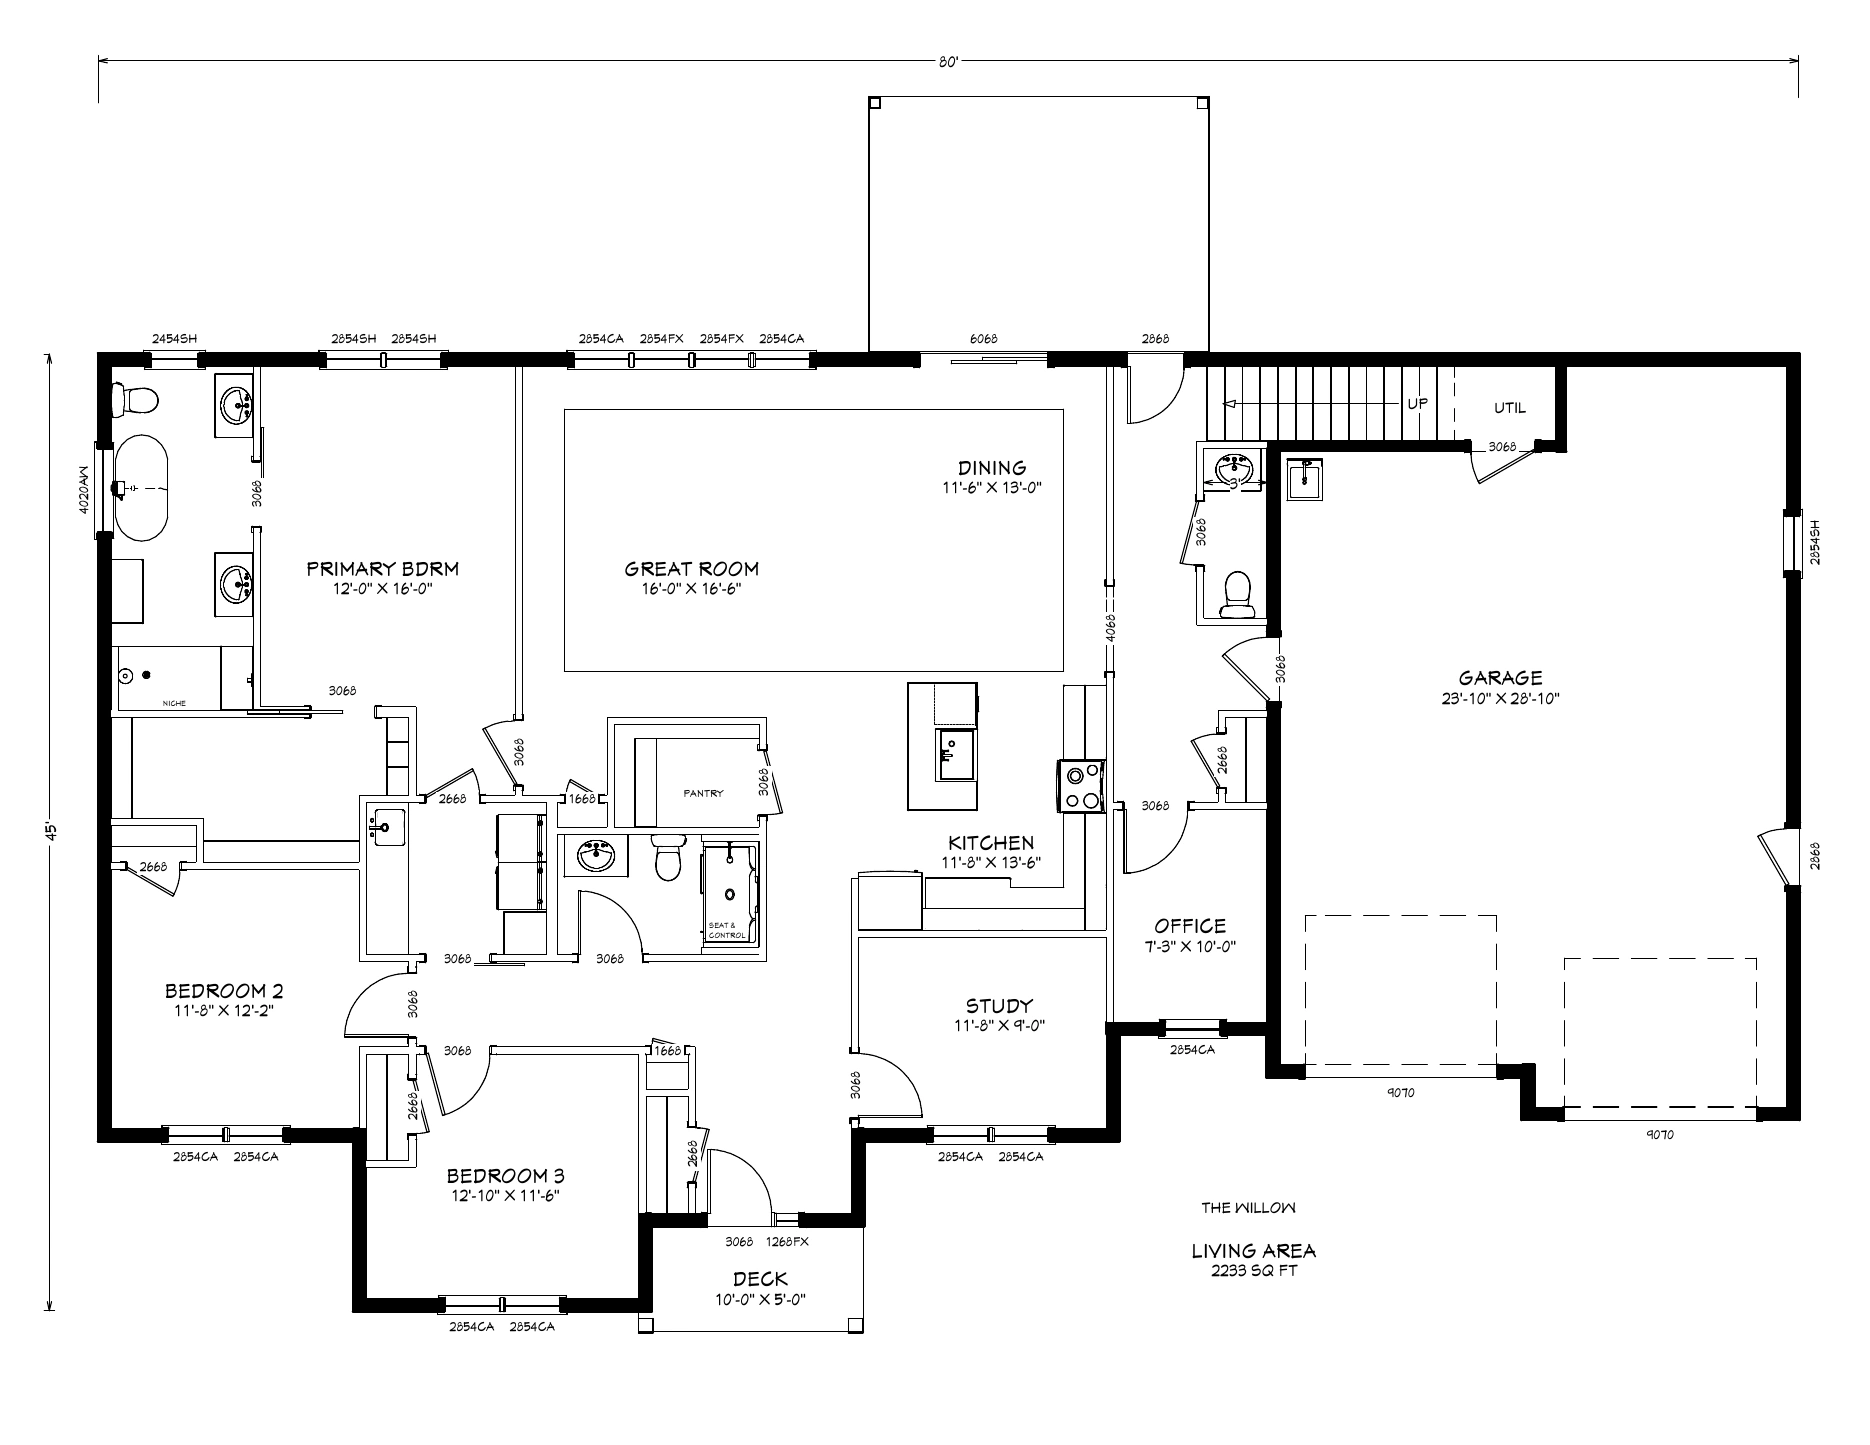 80'
2454SH
2854SH 2854SH
2854CA 2854FX 2854FX 2854CA
6068
2868
UP
UTIL
3068
3'
3068
4020AW
3068
DINING
11'-6" X 13'-0"
2854SH
PRIMARY BDRM
12'-0" X 16'-0"
GREAT ROOM
16'-0" X 16'-6"
4068
3068
GARAGE
23'-10" X 28'-10"
NICHE
3068
3068
2668
2668
1668
PANTRY
3068
3068
45'
KITCHEN
11'-8" X 13'-6"
2868
2668
SEAT &
CONTROL
OFFICE
7'-3" X 10'-0"
3068
3068
BEDROOM 2
11'-8" X 12'-2"
3068
STUDY
11'-8" X 9'-0"
3068
1668
2854CA
3068
2668
9070
9070
2854CA 2854CA
2668
2854CA 2854CA
BEDROOM 3
12'-10" X 11'-6"
THE WILLOW
3068 1268FX
LIVING AREA
2233 SQ FT
DECK
10'-0" X 5'-0"
2854CA 2854CA